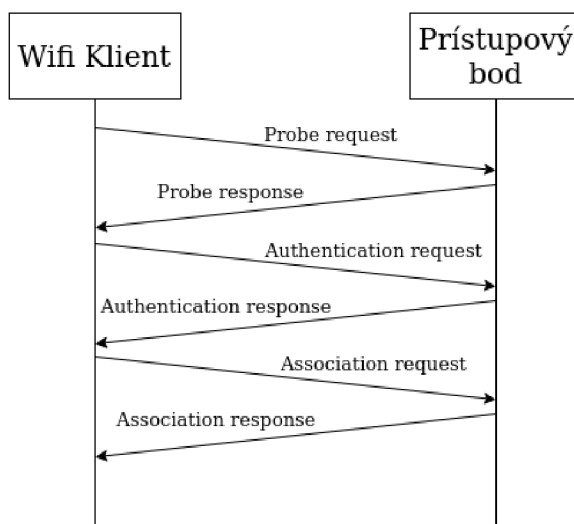 Wifi Klient
Prístupový
bod
Probe request
Probe response
Authentication request
Authentication response
Association request
Association response